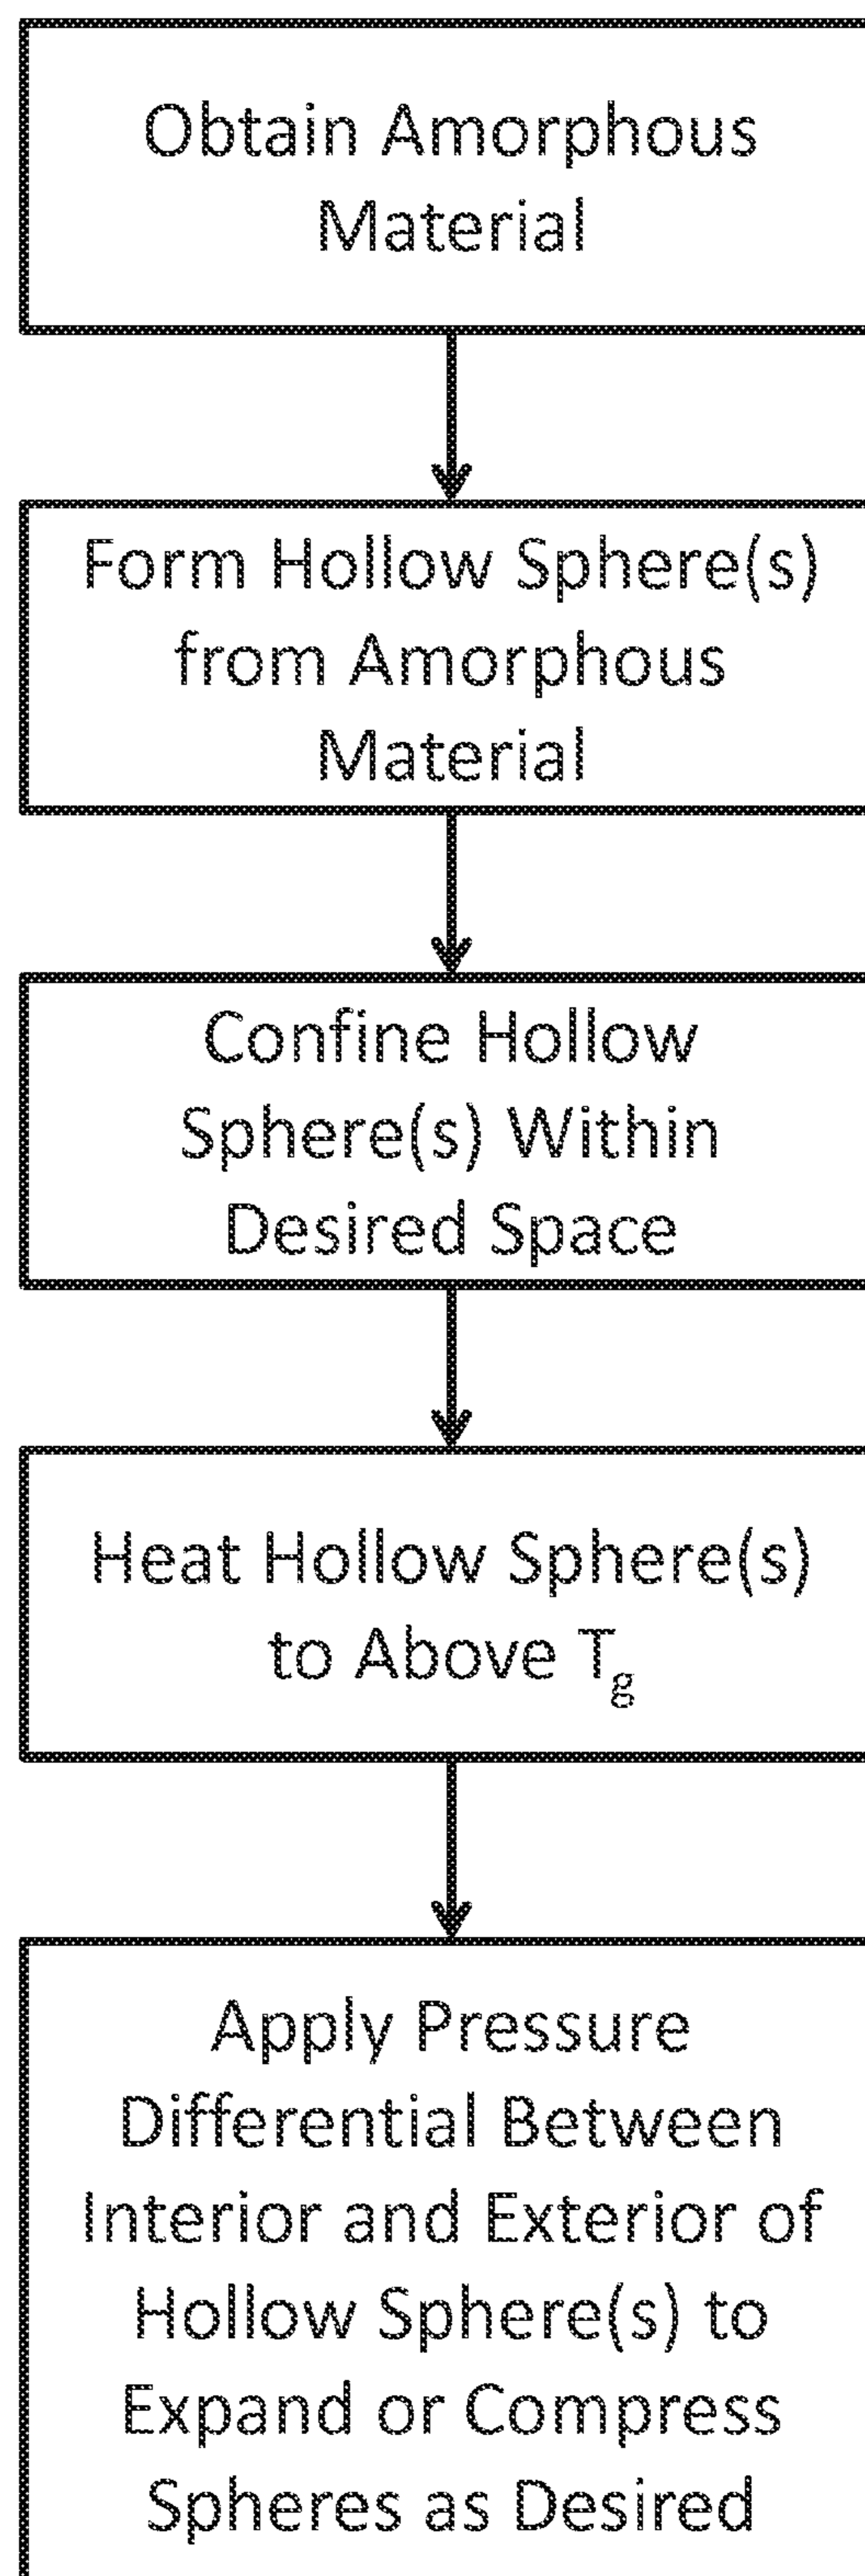 Obtain Amorphous
Material
Form Hollow Sphere(s)
from Amorphous
Material
Confine Hollow
Sphere(s) Within
Desired Space
Heat Hollow Sphere(s)
to Above Tg
Apply Pressure
Differential Between
Interior and Exterior of
Hollow Sphere(s) to
Expand or Compress
Spheres as Desired